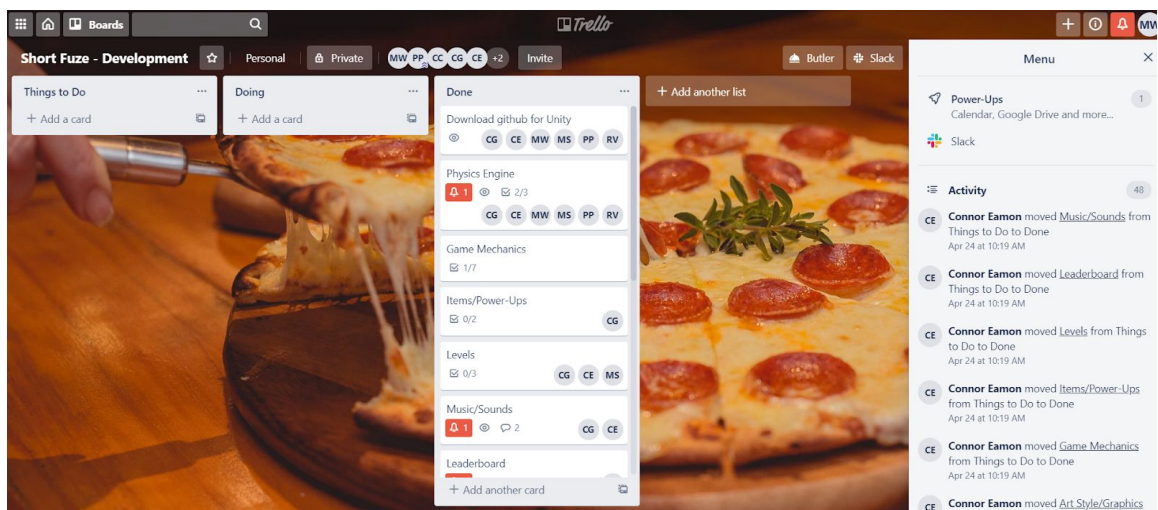 Boards
Trello
MW
Short Fuze - Development
Personal
Private
MW PP CC CG CE +2
Invite
Butler
Slack
Things to Do
+ Add a card
Doing
+ Add a card
Done
Download github for Unity
CG CE MW MS PP RV
Physics Engine
1 2/3
CG CE MW MS PP RV
Game Mechanics
1/7
Items/Power-Ups
0/2 CG
Levels
0/3 CG CE MS
Music/Sounds
1 2 CG CE
Leaderboard
+ Add another card
+ Add another list
Menu
Power-Ups 1
Calendar, Google Drive and more...
Slack
Activity 48
CE Connor Eamon moved Music/Sounds from
Things to Do to Done
Apr 24 at 10:19 AM
CE Connor Eamon moved Leaderboard from
Things to Do to Done
Apr 24 at 10:19 AM
CE Connor Eamon moved Levels from Things
to Do to Done
Apr 24 at 10:19 AM
CE Connor Eamon moved Items/Power-Ups
from Things to Do to Done
Apr 24 at 10:19 AM
CE Connor Eamon moved Game Mechanics
from Things to Do to Done
Apr 24 at 10:19 AM
CE Connor Eamon moved Art Style/Graphics